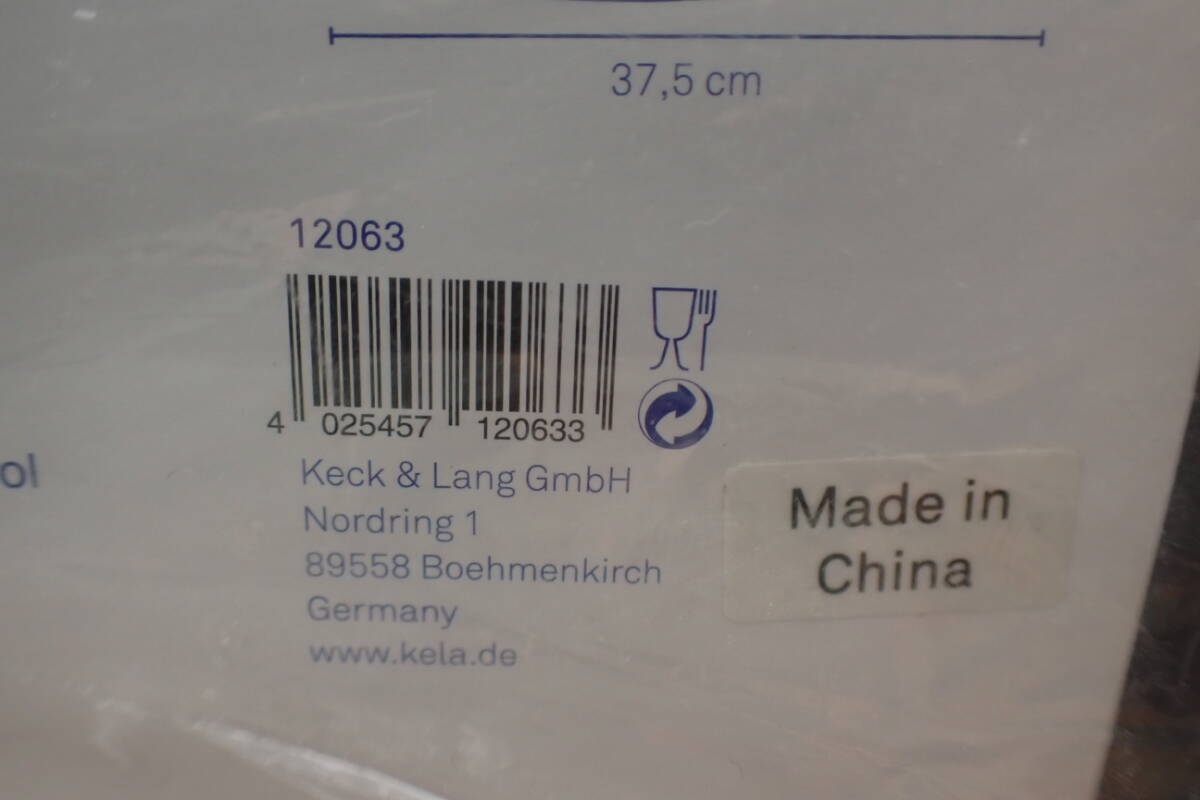 37,5 cm
12063
4 025457 120633
ol
Keck & Lang GmbH
Nordring 1
89558 Boehmenkirch
Germany
www.kela.de
Made in
China